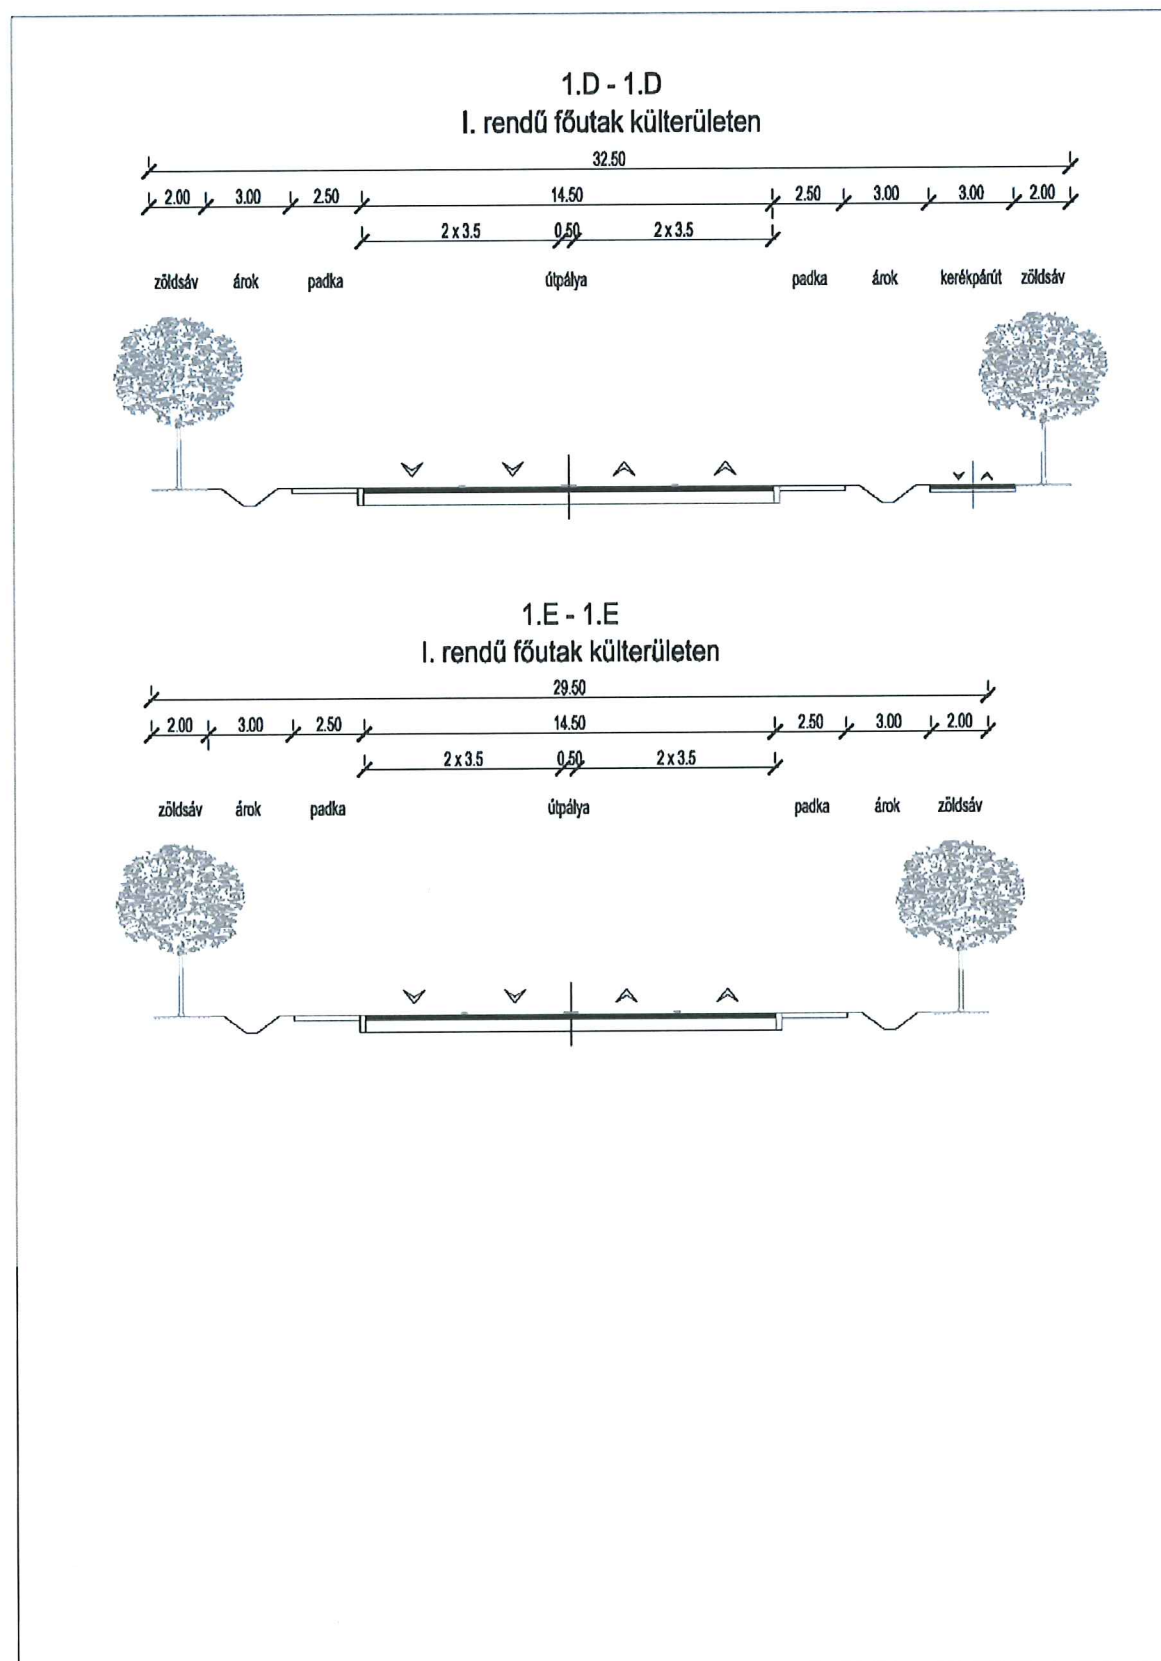 1.D - 1.D
I. rendű főutak külterületen
32.50
2.00 3.00 2.50 14.50 2.50 3.00 3.00 2.00
2 x 3.5 0.50 2 x 3.5
zöldsáv árok padka útpálya padka árok kerékpárút zöldsáv
1.E - 1.E
I. rendű főutak külterületen
29.50
2.00 3.00 2.50 14.50 2.50 3.00 2.00
2 x 3.5 0.50 2 x 3.5
zöldsáv árok padka útpálya padka árok zöldsáv